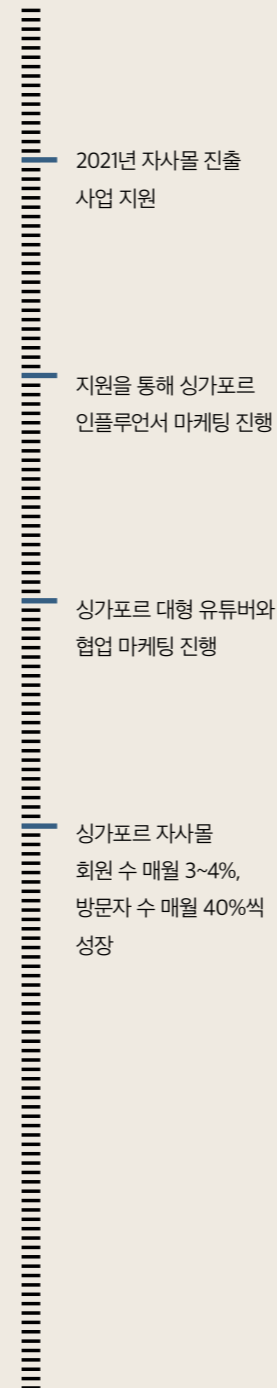 2021년 자사몰 진출
사업 지원
지원을 통해 싱가포르
인플루언서 마케팅 진행
싱가포르 대형 유튜버와
협업 마케팅 진행
싱가포르 자사몰
회원 수 매월 3~4%,
방문자 수 매월 40%씩
성장